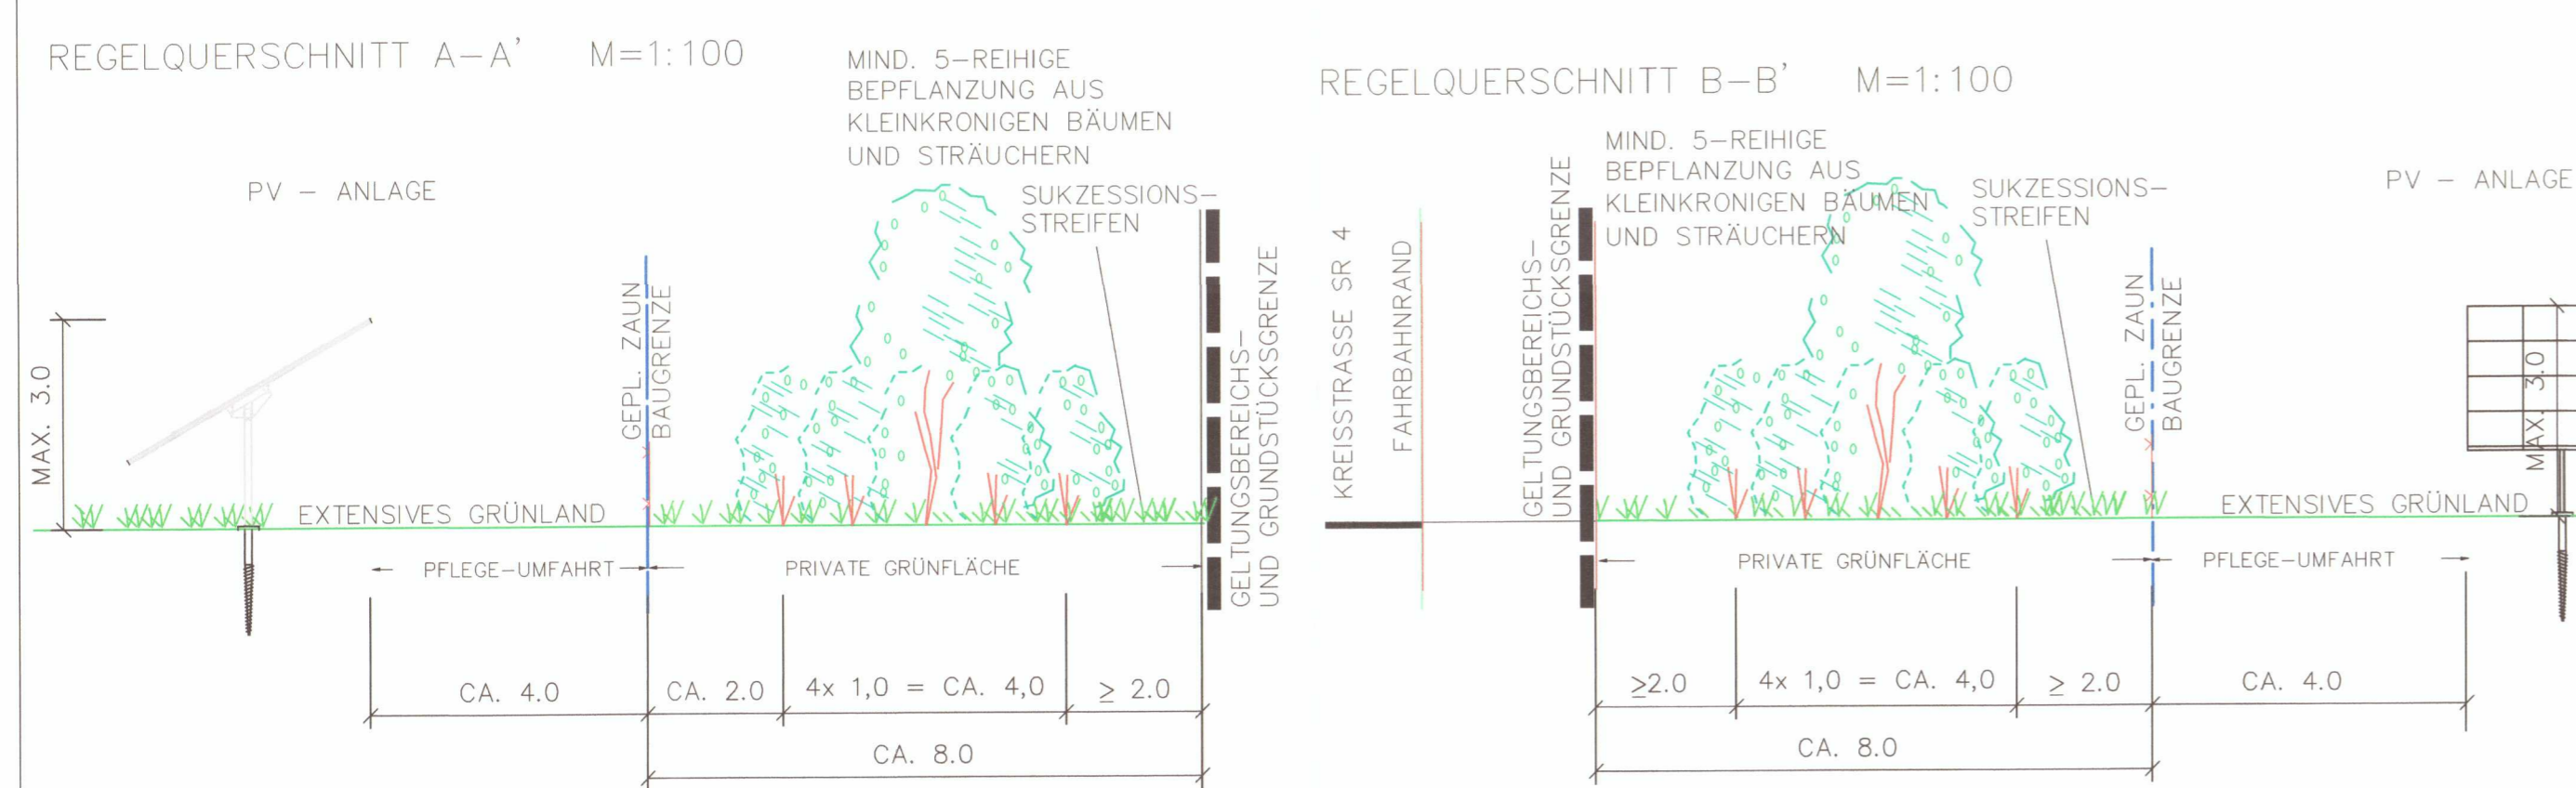 REGELQUERSCHNITT A-A' M=1:100
MIND. 5-REIHIGE
BEPFLANZUNG AUS
KLEINKRONIGEN BÄUMEN
UND STRÄUCHERN
SUKZESSIONS-
STREIFEN
PV - ANLAGE
MAX. 3.0
GEPL. ZAUN
BAUGRENZE
GELTUNGSBEREICHS-
UND GRUNDSTÜCKSGRENZE
EXTENSIVES GRÜNLAND
PFLEGE-UMFAHRT
PRIVATE GRÜNFLÄCHE
CA. 4.0
CA. 2.0
4x 1,0 = CA. 4,0
≥ 2.0
CA. 8.0
REGELQUERSCHNITT B-B' M=1:100
MIND. 5-REIHIGE
BEPFLANZUNG AUS
KLEINKRONIGEN BÄUMEN
UND STRÄUCHERN
SUKZESSIONS-
STREIFEN
PV - ANLAGE
KREISSTRASSE SR 4
FAHRBAHNRAND
GELTUNGSBEREICHS-
UND GRUNDSTÜCKSGRENZE
GEPL. ZAUN
BAUGRENZE
MAX. 3.0
EXTENSIVES GRÜNLAND
PRIVATE GRÜNFLÄCHE
PFLEGE-UMFAHRT
≥2.0
4x 1,0 = CA. 4,0
≥ 2.0
CA. 4.0
CA. 8.0